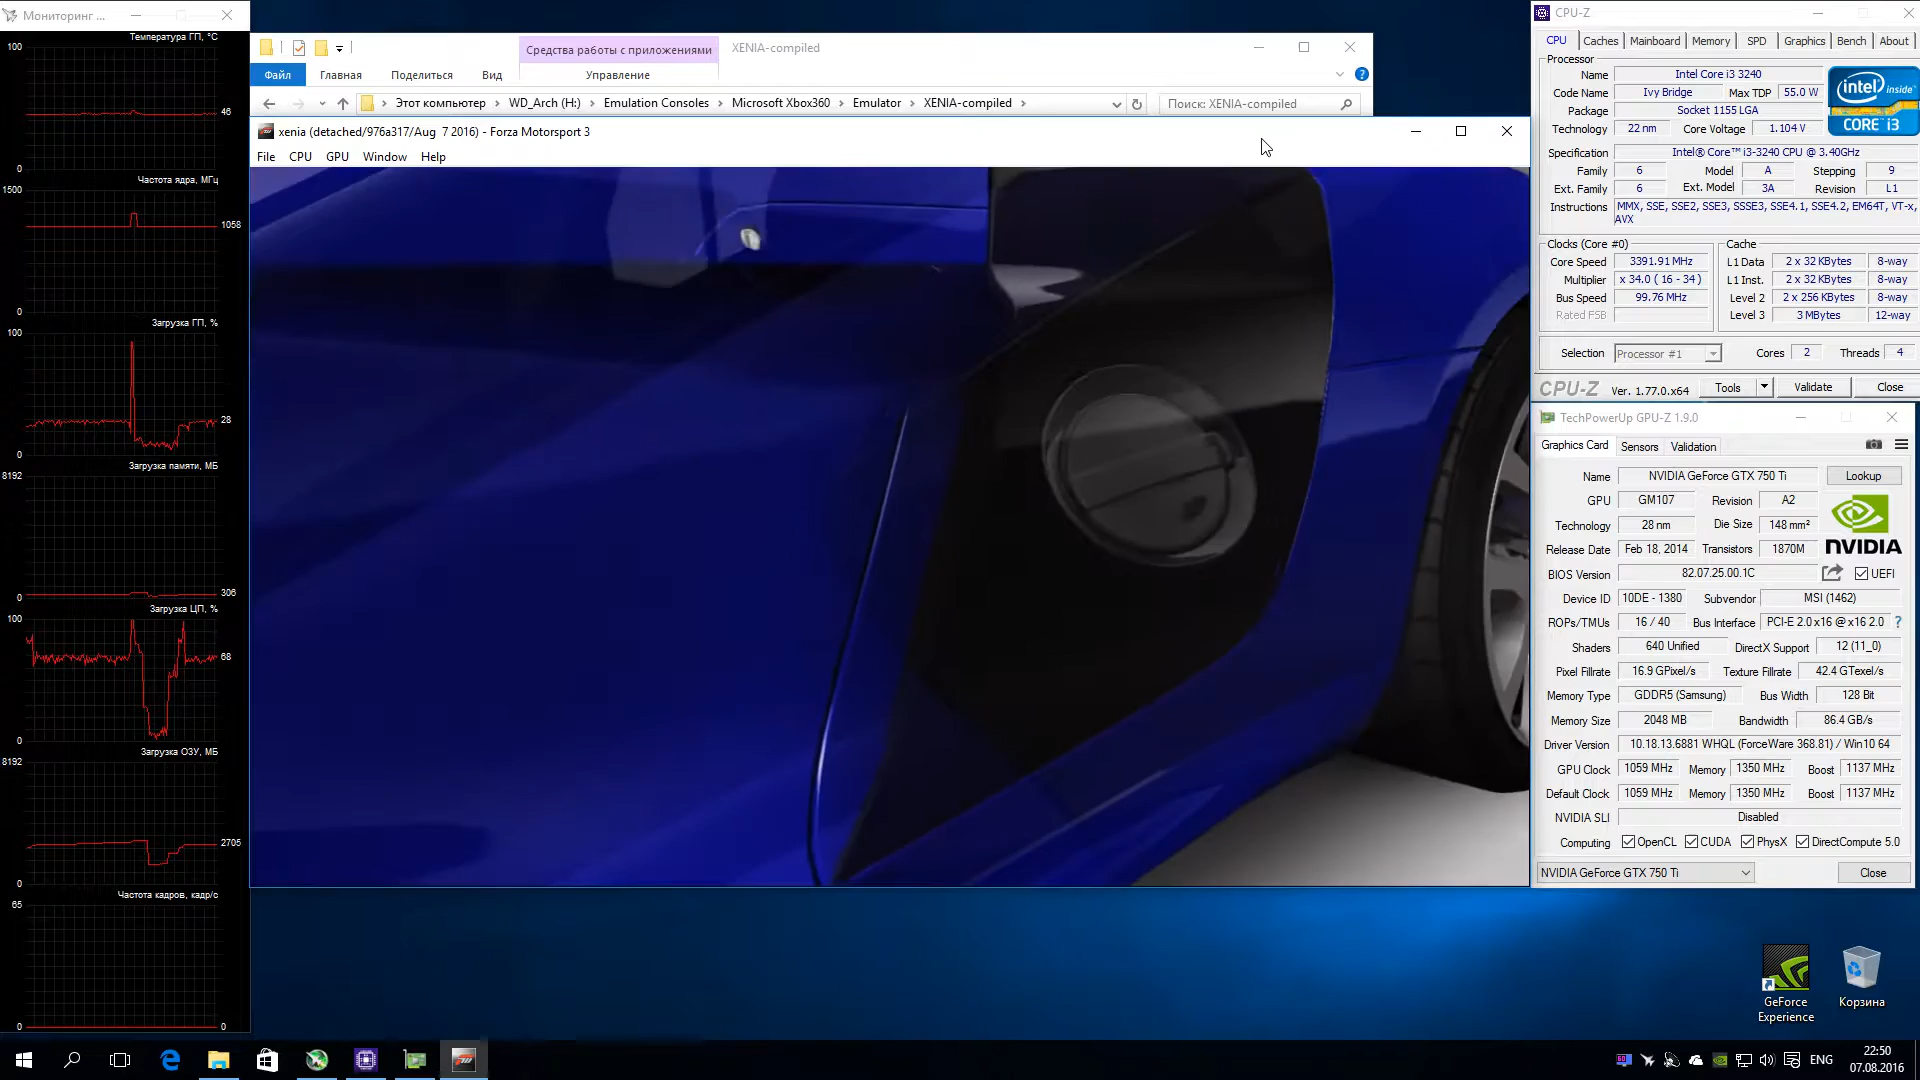 Мониторинг ...
Температура ГП, °C
100
46
0
Частота ядра, МГц
1500
1058
0
Загрузка ГП, %
100
28
0
Загрузка памяти, МБ
8192
306
0
Загрузка ЦП, %
100
68
0
Загрузка ОЗУ, МБ
8192
2705
0
Частота кадров, кадр/с
65
0
0
Средства работы с приложениями
XENIA-compiled
Файл
Главная
Поделиться
Вид
Управление
Этот компьютер
WD_Arch (H:)
Emulation Consoles
Microsoft Xbox360
Emulator
XENIA-compiled
Поиск: XENIA-compiled
xenia (detached/976a317/Aug 7 2016) - Forza Motorsport 3
File CPU GPU Window Help
CPU-Z
CPU Caches Mainboard Memory SPD Graphics Bench About
Processor
Name Intel Core i3 3240
Code Name Ivy Bridge Max TDP 55.0 W
Package Socket 1155 LGA
Technology 22 nm Core Voltage 1.104 V
Specification Intel® Core™ i3-3240 CPU @ 3.40GHz
Family 6 Model A Stepping 9
Ext. Family 6 Ext. Model 3A Revision L1
Instructions MMX, SSE, SSE2, SSE3, SSSE3, SSE4.1, SSE4.2, EM64T, VT-x,
AVX
intel inside™
CORE i3
Clocks (Core #0)
Core Speed 3391.91 MHz
Multiplier x 34.0 ( 16 - 34 )
Bus Speed 99.76 MHz
Rated FSB
Cache
L1 Data 2 x 32 KBytes 8-way
L1 Inst. 2 x 32 KBytes 8-way
Level 2 2 x 256 KBytes 8-way
Level 3 3 MBytes 12-way
Selection Processor #1 Cores 2 Threads 4
CPU-Z Ver. 1.77.0.x64 Tools Validate Close
TechPowerUp GPU-Z 1.9.0
Graphics Card Sensors Validation
Name NVIDIA GeForce GTX 750 Ti Lookup
GPU GM107 Revision A2
Technology 28 nm Die Size 148 mm²
Release Date Feb 18, 2014 Transistors 1870M
NVIDIA
BIOS Version 82.07.25.00.1C UEFI
Device ID 10DE - 1380 Subvendor MSI (1462)
ROPs/TMUs 16 / 40 Bus Interface PCI-E 2.0 x16 @ x16 2.0 ?
Shaders 640 Unified DirectX Support 12 (11_0)
Pixel Fillrate 16.9 GPixel/s Texture Fillrate 42.4 GTexel/s
Memory Type GDDR5 (Samsung) Bus Width 128 Bit
Memory Size 2048 MB Bandwidth 86.4 GB/s
Driver Version 10.18.13.6881 WHQL (ForceWare 368.81) / Win10 64
GPU Clock 1059 MHz Memory 1350 MHz Boost 1137 MHz
Default Clock 1059 MHz Memory 1350 MHz Boost 1137 MHz
NVIDIA SLI Disabled
Computing OpenCL CUDA PhysX DirectCompute 5.0
NVIDIA GeForce GTX 750 Ti Close
GeForce
Experience
Корзина
ENG
22:50
07.08.2016